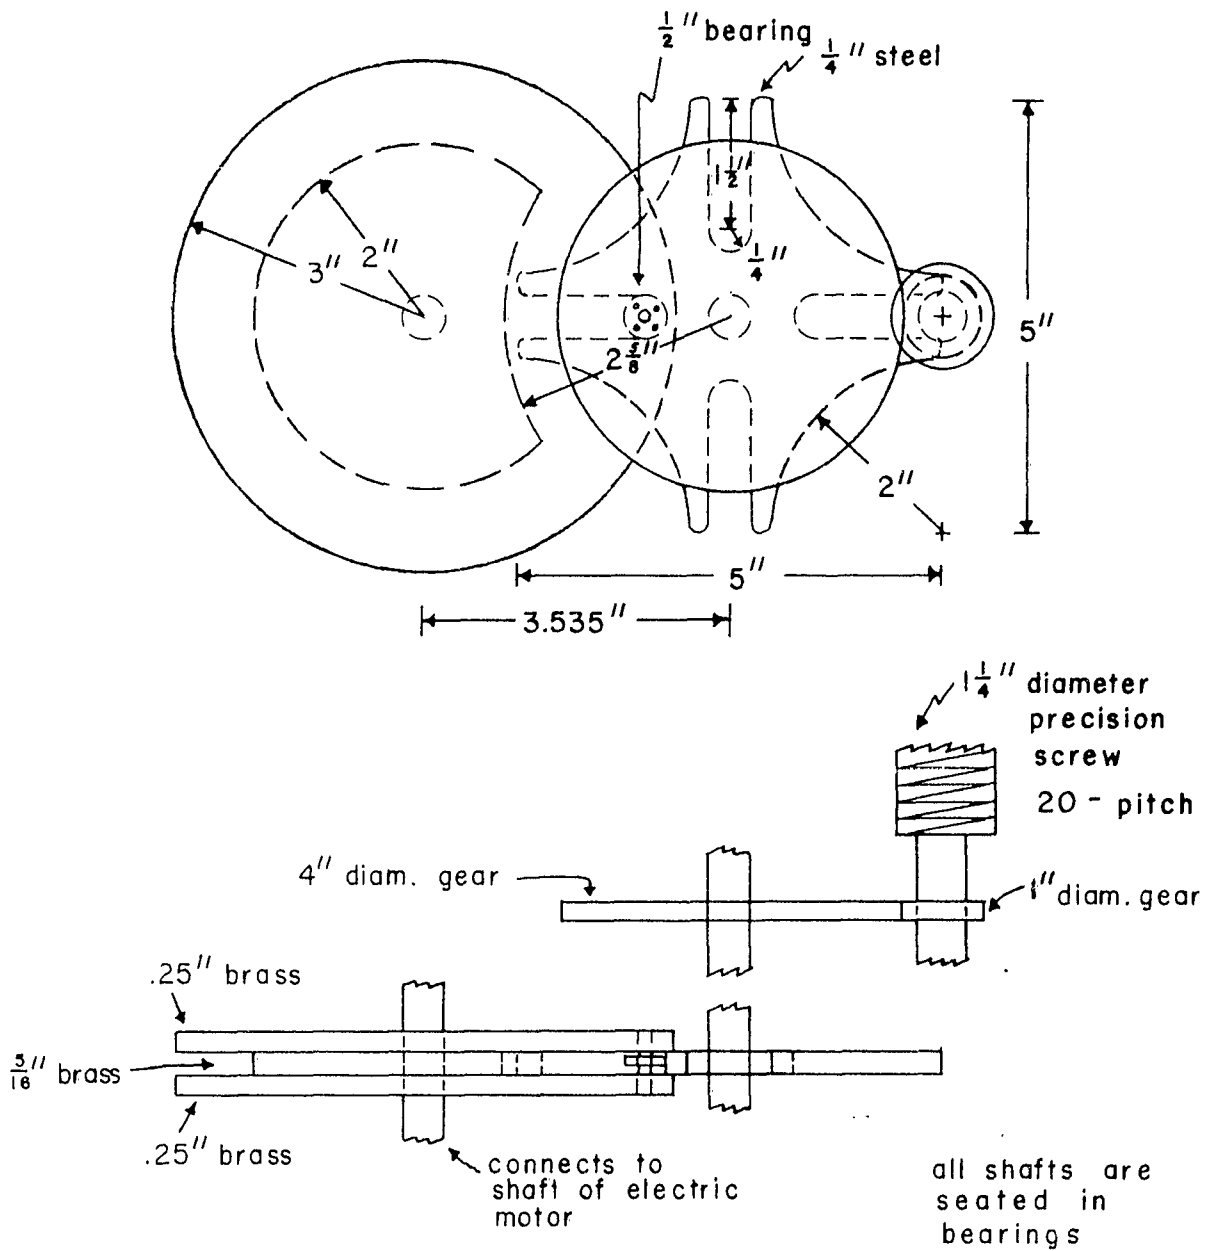 1/2" bearing
1/4" steel
1 1/2"
2"
3"
1/4"
5"
2 5/8"
2"
5"
3.535"
1 1/4" diameter
precision
screw
20 - pitch
4" diam. gear
1" diam. gear
.25" brass
5/16" brass
.25" brass
connects to
shaft of electric
motor
all shafts are
seated in
bearings